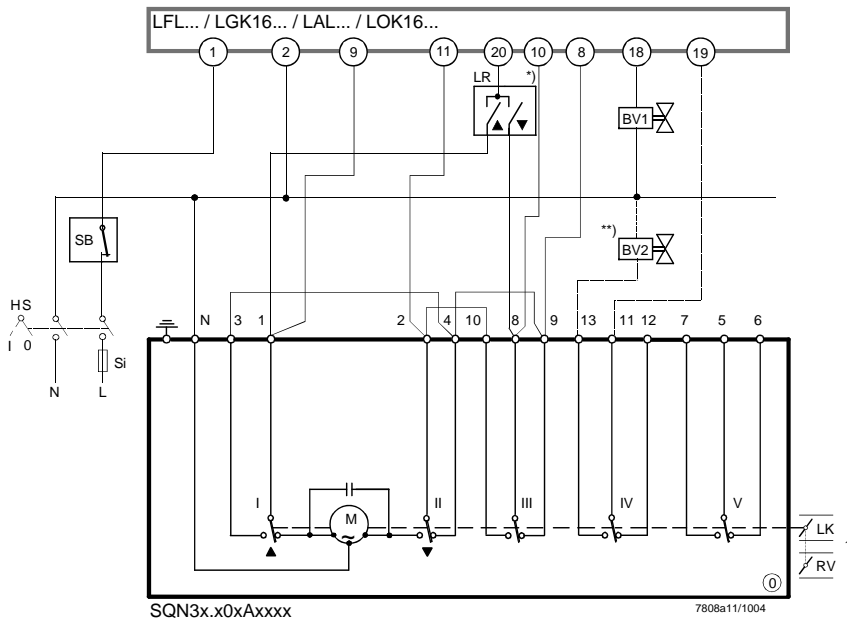 LFL... / LGK16... / LAL... / LOK16...
1 2 9 11 20 10 8 18 19
LR *)
BV1
SB
**) BV2
HS
I 0
Si
N L
N 3 1 2 4 10 8 9 13 11 12 7 5 6
I II III IV V
M
~
LK
RV
0
SQN3x.x0xAxxxx
7808a11/1004